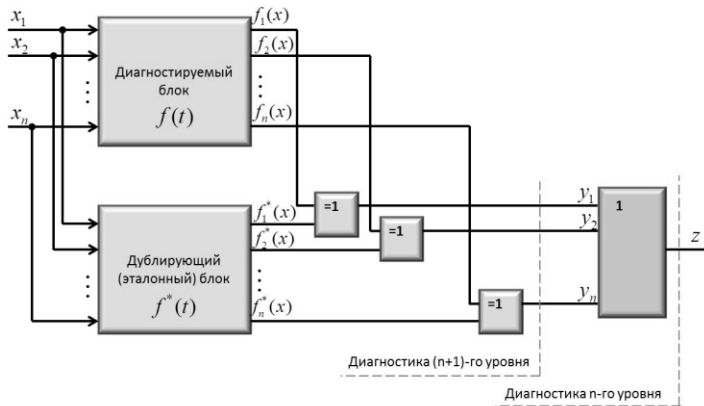 x₁
x₂
⋮
xₙ
Диагностируемый
блок
f(t)
f₁(x)
f₂(x)
⋮
fₙ(x)
Дублирующий
(эталонный) блок
f*(t)
f₁*(x)
f₂*(x)
⋮
fₙ*(x)
=1
=1
=1
y₁
y₂
yₙ
1
z
Диагностика (n+1)-го уровня
Диагностика n-го уровня